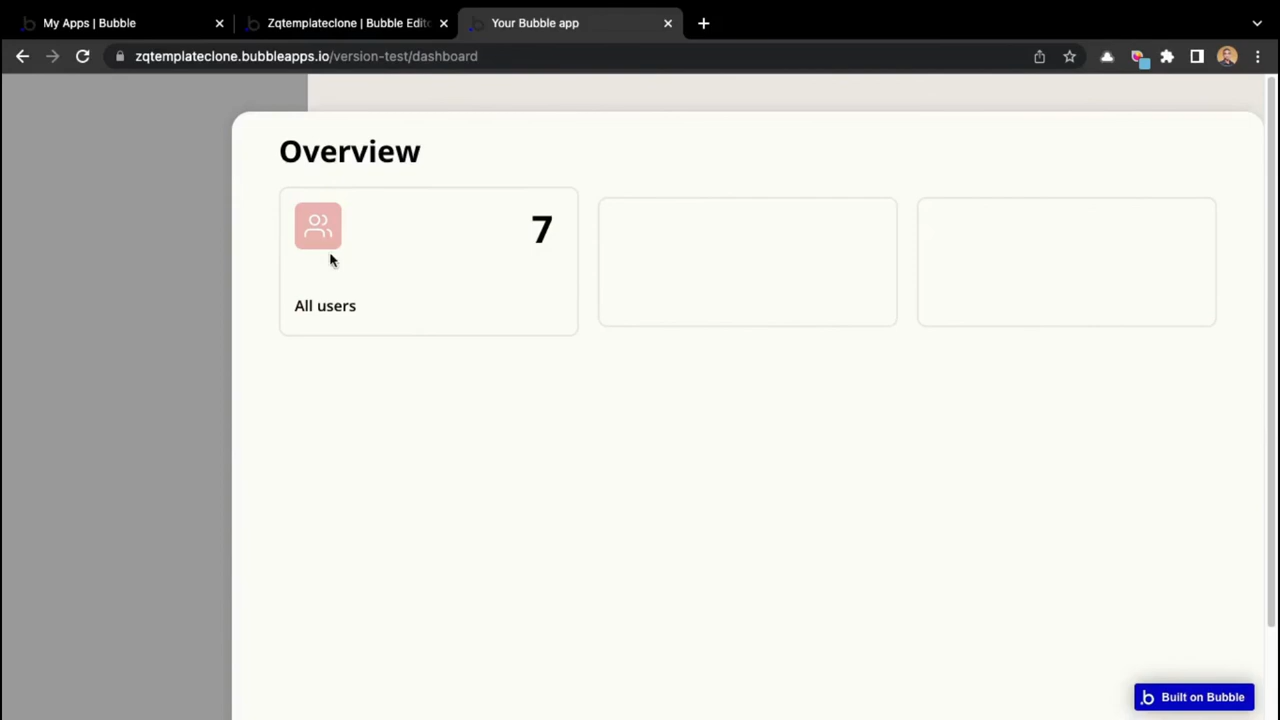 My Apps | Bubble
Zqtemplateclone | Bubble Edit
Your Bubble app
zqtemplateclone.bubbleapps.io/version-test/dashboard
Overview
7
All users
Built on Bubble